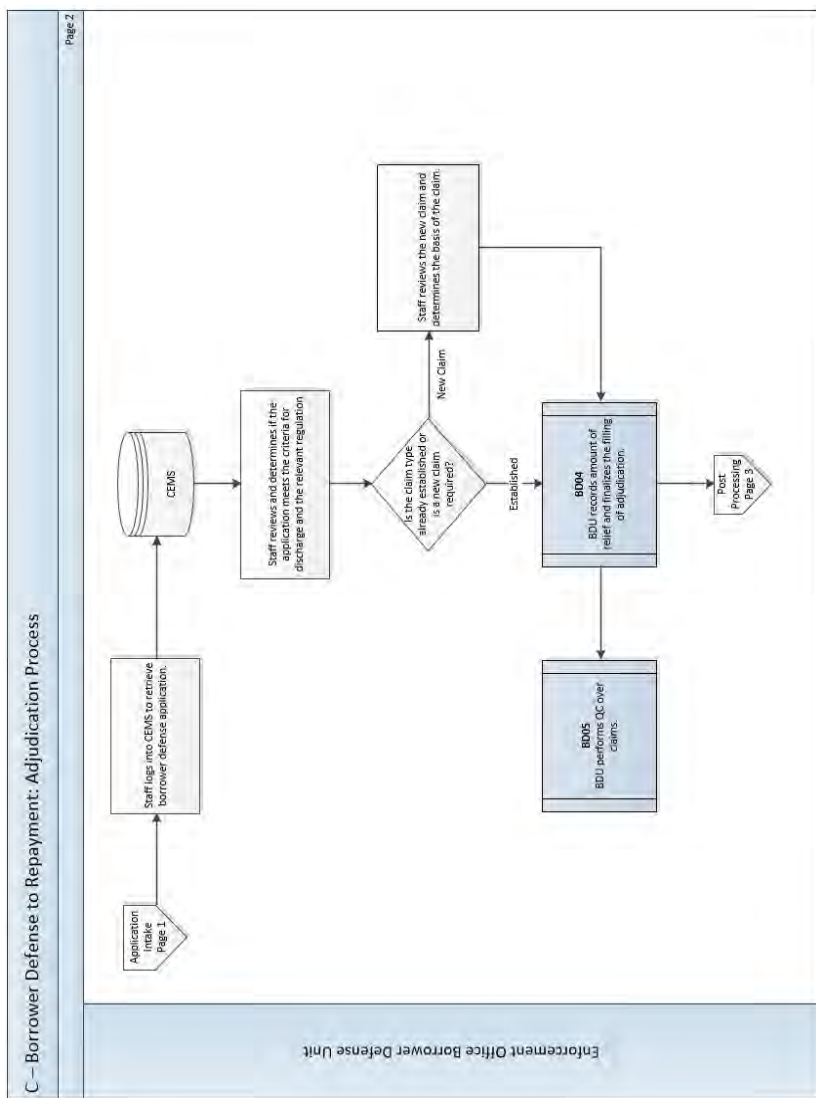 C – Borrower Defense to Repayment: Adjudication Process
Page 2
Enforcement Office Borrower Defense Unit
Application
Intake
Page 1
Staff logs into CEMS to retrieve
borrower defense application.
CEMS
Staff reviews and determines if the
application meets the criteria for
discharge and the relevant regulation
Is the claim type
already established or
is a new claim
required?
New Claim
Staff reviews the new claim and
determines the basis of the claim.
Established
BD04
BDU records amount of
relief and finalizes the filling
of adjudication.
BD05
BDU performs QC over
claims.
Post
Processing
Page 3